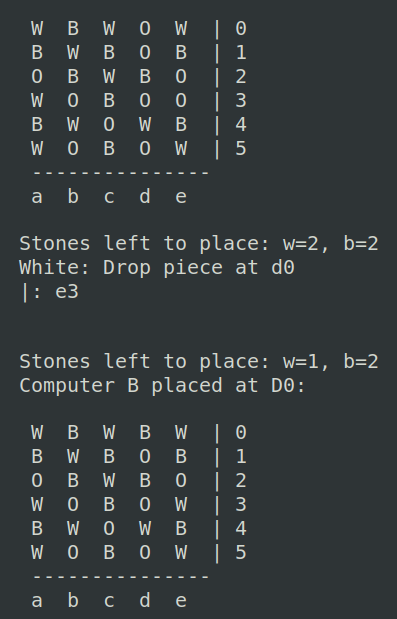 W B W O W | 0
B W B O B | 1
O B W B O | 2
W O B O O | 3
B W O W B | 4
W O B O W | 5
---------------
a b c d e
Stones left to place: w=2, b=2
White: Drop piece at d0
|: e3
Stones left to place: w=1, b=2
Computer B placed at D0:
W B W B W | 0
B W B O B | 1
O B W B O | 2
W O B O W | 3
B W O W B | 4
W O B O W | 5
---------------
a b c d e